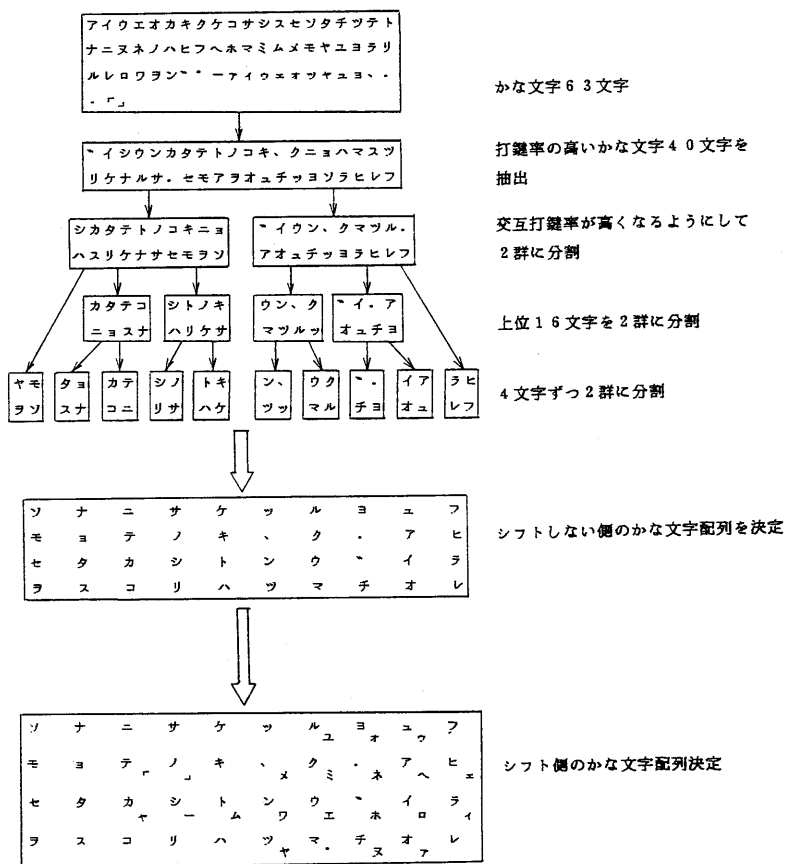 アイウエオカキクケコサシスセソタチツテト
ナニヌネノハヒフヘホマミムメモヤユヨラリ
ルレロワヲン゛゜ーァィゥェォッャュョ、.
・「」
かな文字63文字
゛イシウンカタテトノコキ、クニョハマスツ
リケナルサ.セモアヲオュチッヨソラヒレフ
打鍵率の高いかな文字40文字を
抽出
シカタテトノコキニョ
ハスリケナサセモヲソ
゛イウン、クマツル.
アオュチッヨラヒレフ
交互打鍵率が高くなるようにして
2群に分割
カタテコ
ニョスナ
シトノキ
ハリケサ
ウン、ク
マツルッ
゛イ.ア
オュチヨ
上位16文字を2群に分割
ヤモ
ヲソ
タョ
スナ
カテ
コニ
シノ
リサ
トキ
ハケ
ン、
ツッ
ウク
マル
゛.
チヨ
イア
オュ
ラヒ
レフ
4文字ずつ2群に分割
ソ ナ ニ サ ケ ッ ル ヨ ュ フ
モ ョ テ ノ キ 、 ク . ア ヒ
セ タ カ シ ト ン ウ ゛ イ ラ
ヲ ス コ リ ハ ツ マ チ オ レ
シフトしない側のかな文字配列を決定
ソ ナ ニ サ ケ ッ ル ヨ ュ フ
ユ ォ ゥ
モ ョ テ ノ キ 、 ク . ア ヒ
「 」 メ ミ ネ ヘ ェ
シフト側のかな文字配列決定
セ タ カ シ ト ン ウ ゛ イ ラ
ャ ー ム ワ エ ホ ロ ィ
ヲ ス コ リ ハ ツ マ チ オ レ
ヤ ・ ヌ ァ